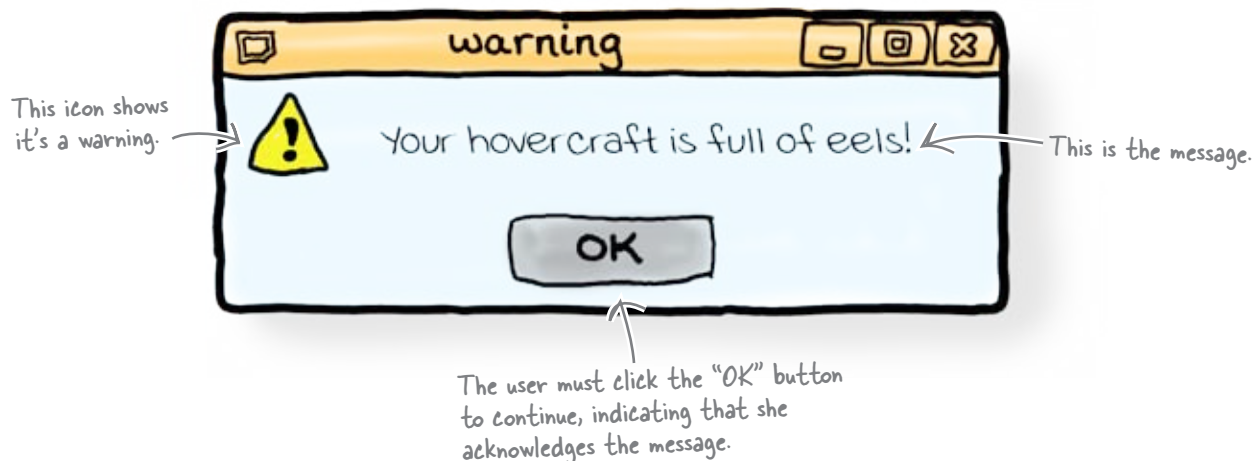 warning
This icon shows
it's a warning.
Your hovercraft is full of eels!
This is the message.
OK
The user must click the “OK” button
to continue, indicating that she
acknowledges the message.